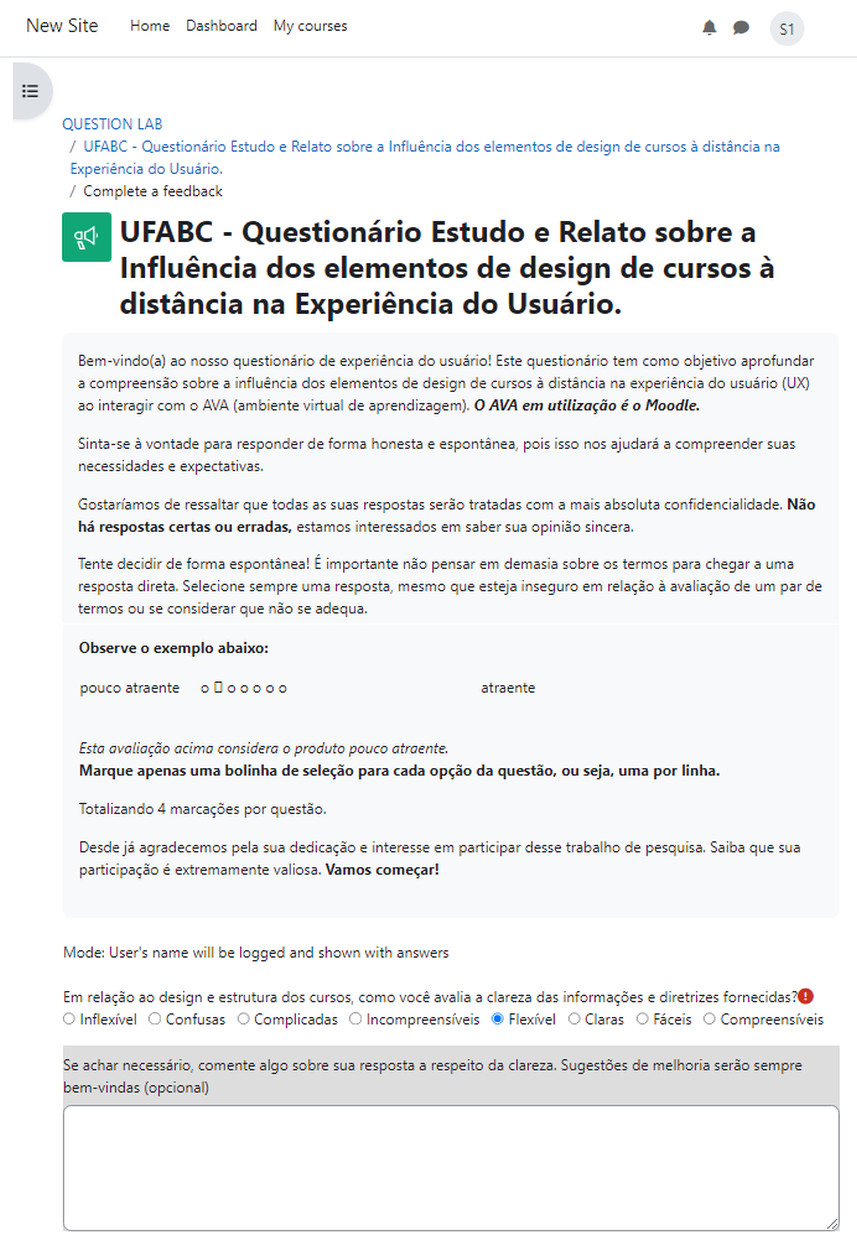 New Site Home Dashboard My courses S1
QUESTION LAB
/ UFABC - Questionário Estudo e Relato sobre a Influência dos elementos de design de cursos à distância na
Experiência do Usuário.
/ Complete a feedback
UFABC - Questionário Estudo e Relato sobre a
Influência dos elementos de design de cursos à
distância na Experiência do Usuário.
Bem-vindo(a) ao nosso questionário de experiência do usuário! Este questionário tem como objetivo aprofundar
a compreensão sobre a influência dos elementos de design de cursos à distância na experiência do usuário (UX)
ao interagir com o AVA (ambiente virtual de aprendizagem). O AVA em utilização é o Moodle.
Sinta-se à vontade para responder de forma honesta e espontânea, pois isso nos ajudará a compreender suas
necessidades e expectativas.
Gostaríamos de ressaltar que todas as suas respostas serão tratadas com a mais absoluta confidencialidade. Não
há respostas certas ou erradas, estamos interessados em saber sua opinião sincera.
Tente decidir de forma espontânea! É importante não pensar em demasia sobre os termos para chegar a uma
resposta direta. Selecione sempre uma resposta, mesmo que esteja inseguro em relação à avaliação de um par de
termos ou se considerar que não se adequa.
Observe o exemplo abaixo:
pouco atraente o ▯ o o o o o atraente
Esta avaliação acima considera o produto pouco atraente.
Marque apenas uma bolinha de seleção para cada opção da questão, ou seja, uma por linha.
Totalizando 4 marcações por questão.
Desde já agradecemos pela sua dedicação e interesse em participar desse trabalho de pesquisa. Saiba que sua
participação é extremamente valiosa. Vamos começar!
Mode: User's name will be logged and shown with answers
Em relação ao design e estrutura dos cursos, como você avalia a clareza das informações e diretrizes fornecidas?
Inflexível Confusas Complicadas Incompreensíveis Flexível Claras Fáceis Compreensíveis
Se achar necessário, comente algo sobre sua resposta a respeito da clareza. Sugestões de melhoria serão sempre
bem-vindas (opcional)